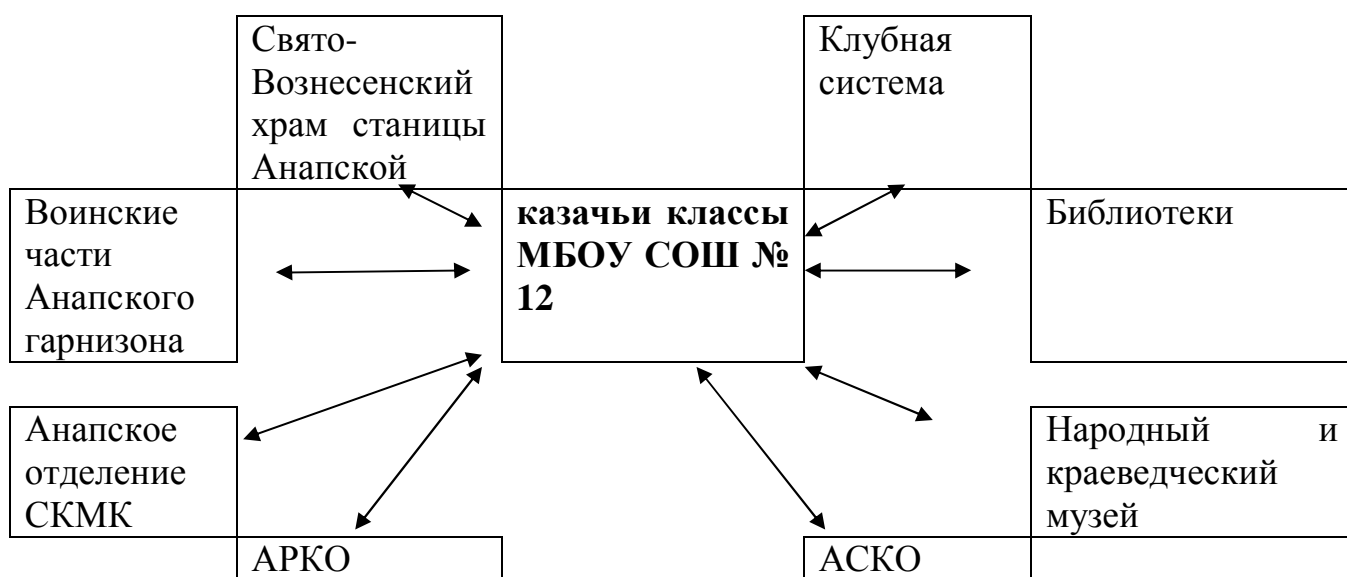 Свято-
Вознесенский
храм станицы
Анапской
Клубная
система
Воинские
части
Анапского
гарнизона
казачьи классы
МБОУ СОШ №
12
Библиотеки
Анапское
отделение
СКМК
Народный и
краеведческий
музей
АРКО
АСКО